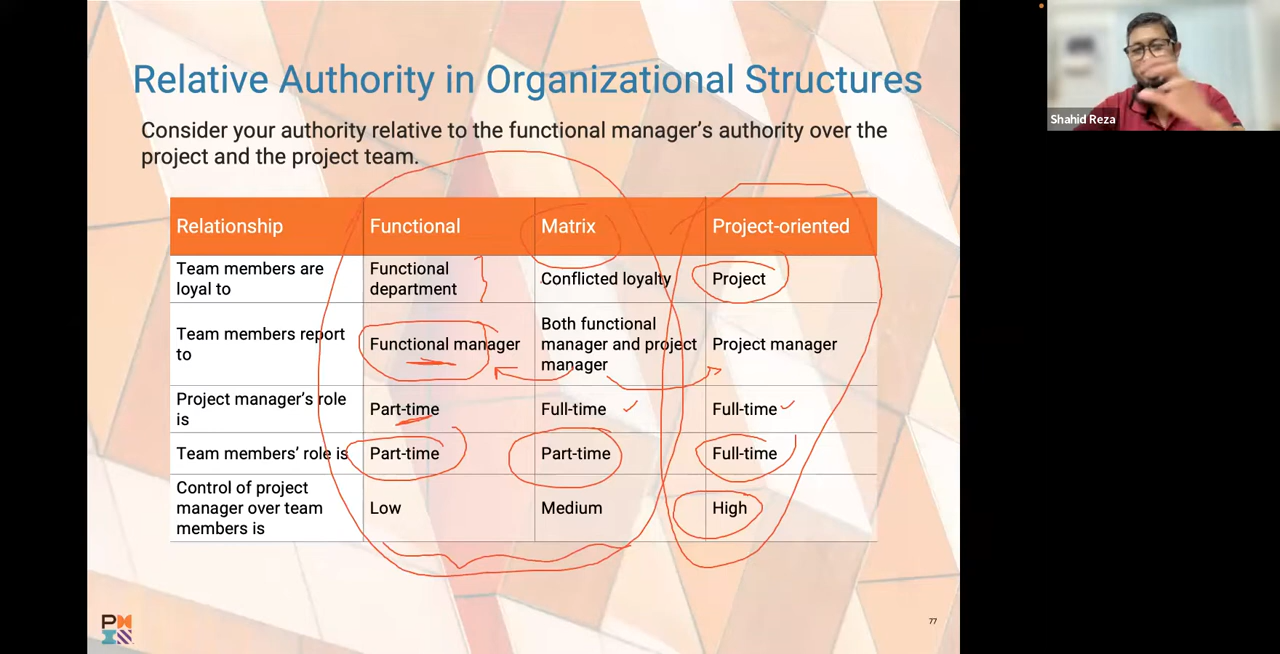 Relative Authority in Organizational Structures
Consider your authority relative to the functional manager's authority over the
project and the project team.
Relationship
Functional
Matrix
Project-oriented
Team members are
loyal to
Functional
department
Conflicted loyalty
Project
Team members report
to
Functional manager
Both functional
manager and project
manager
Project manager
Project manager's role
is
Part-time
Full-time
Full-time
Team members' role is
Part-time
Part-time
Full-time
Control of project
manager over team
members is
Low
Medium
High
77
Shahid Reza